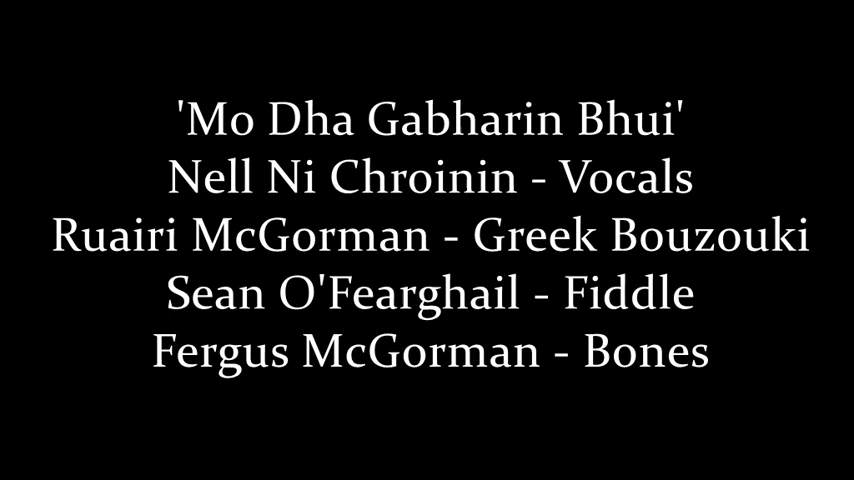 'Mo Dha Gabharin Bhui'
Nell Ni Chroinin - Vocals
Ruairi McGorman - Greek Bouzouki
Sean O'Fearghail - Fiddle
Fergus McGorman - Bones